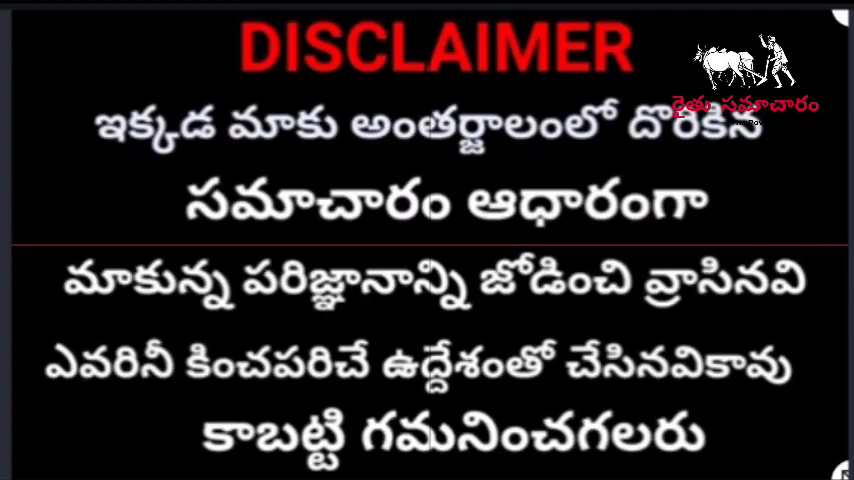 DISCLAIMER
రైతు సమాచారం
ఇక్కడ మాకు అంతర్జాలంలో దొరికిన
సమాచారం ఆధారంగా
మాకున్న పరిజ్ఞానాన్ని జోడించి వ్రాసినవి
ఎవరినీ కించపరిచే ఉద్దేశంతో చేసినవికావు
కాబట్టి గమనించగలరు